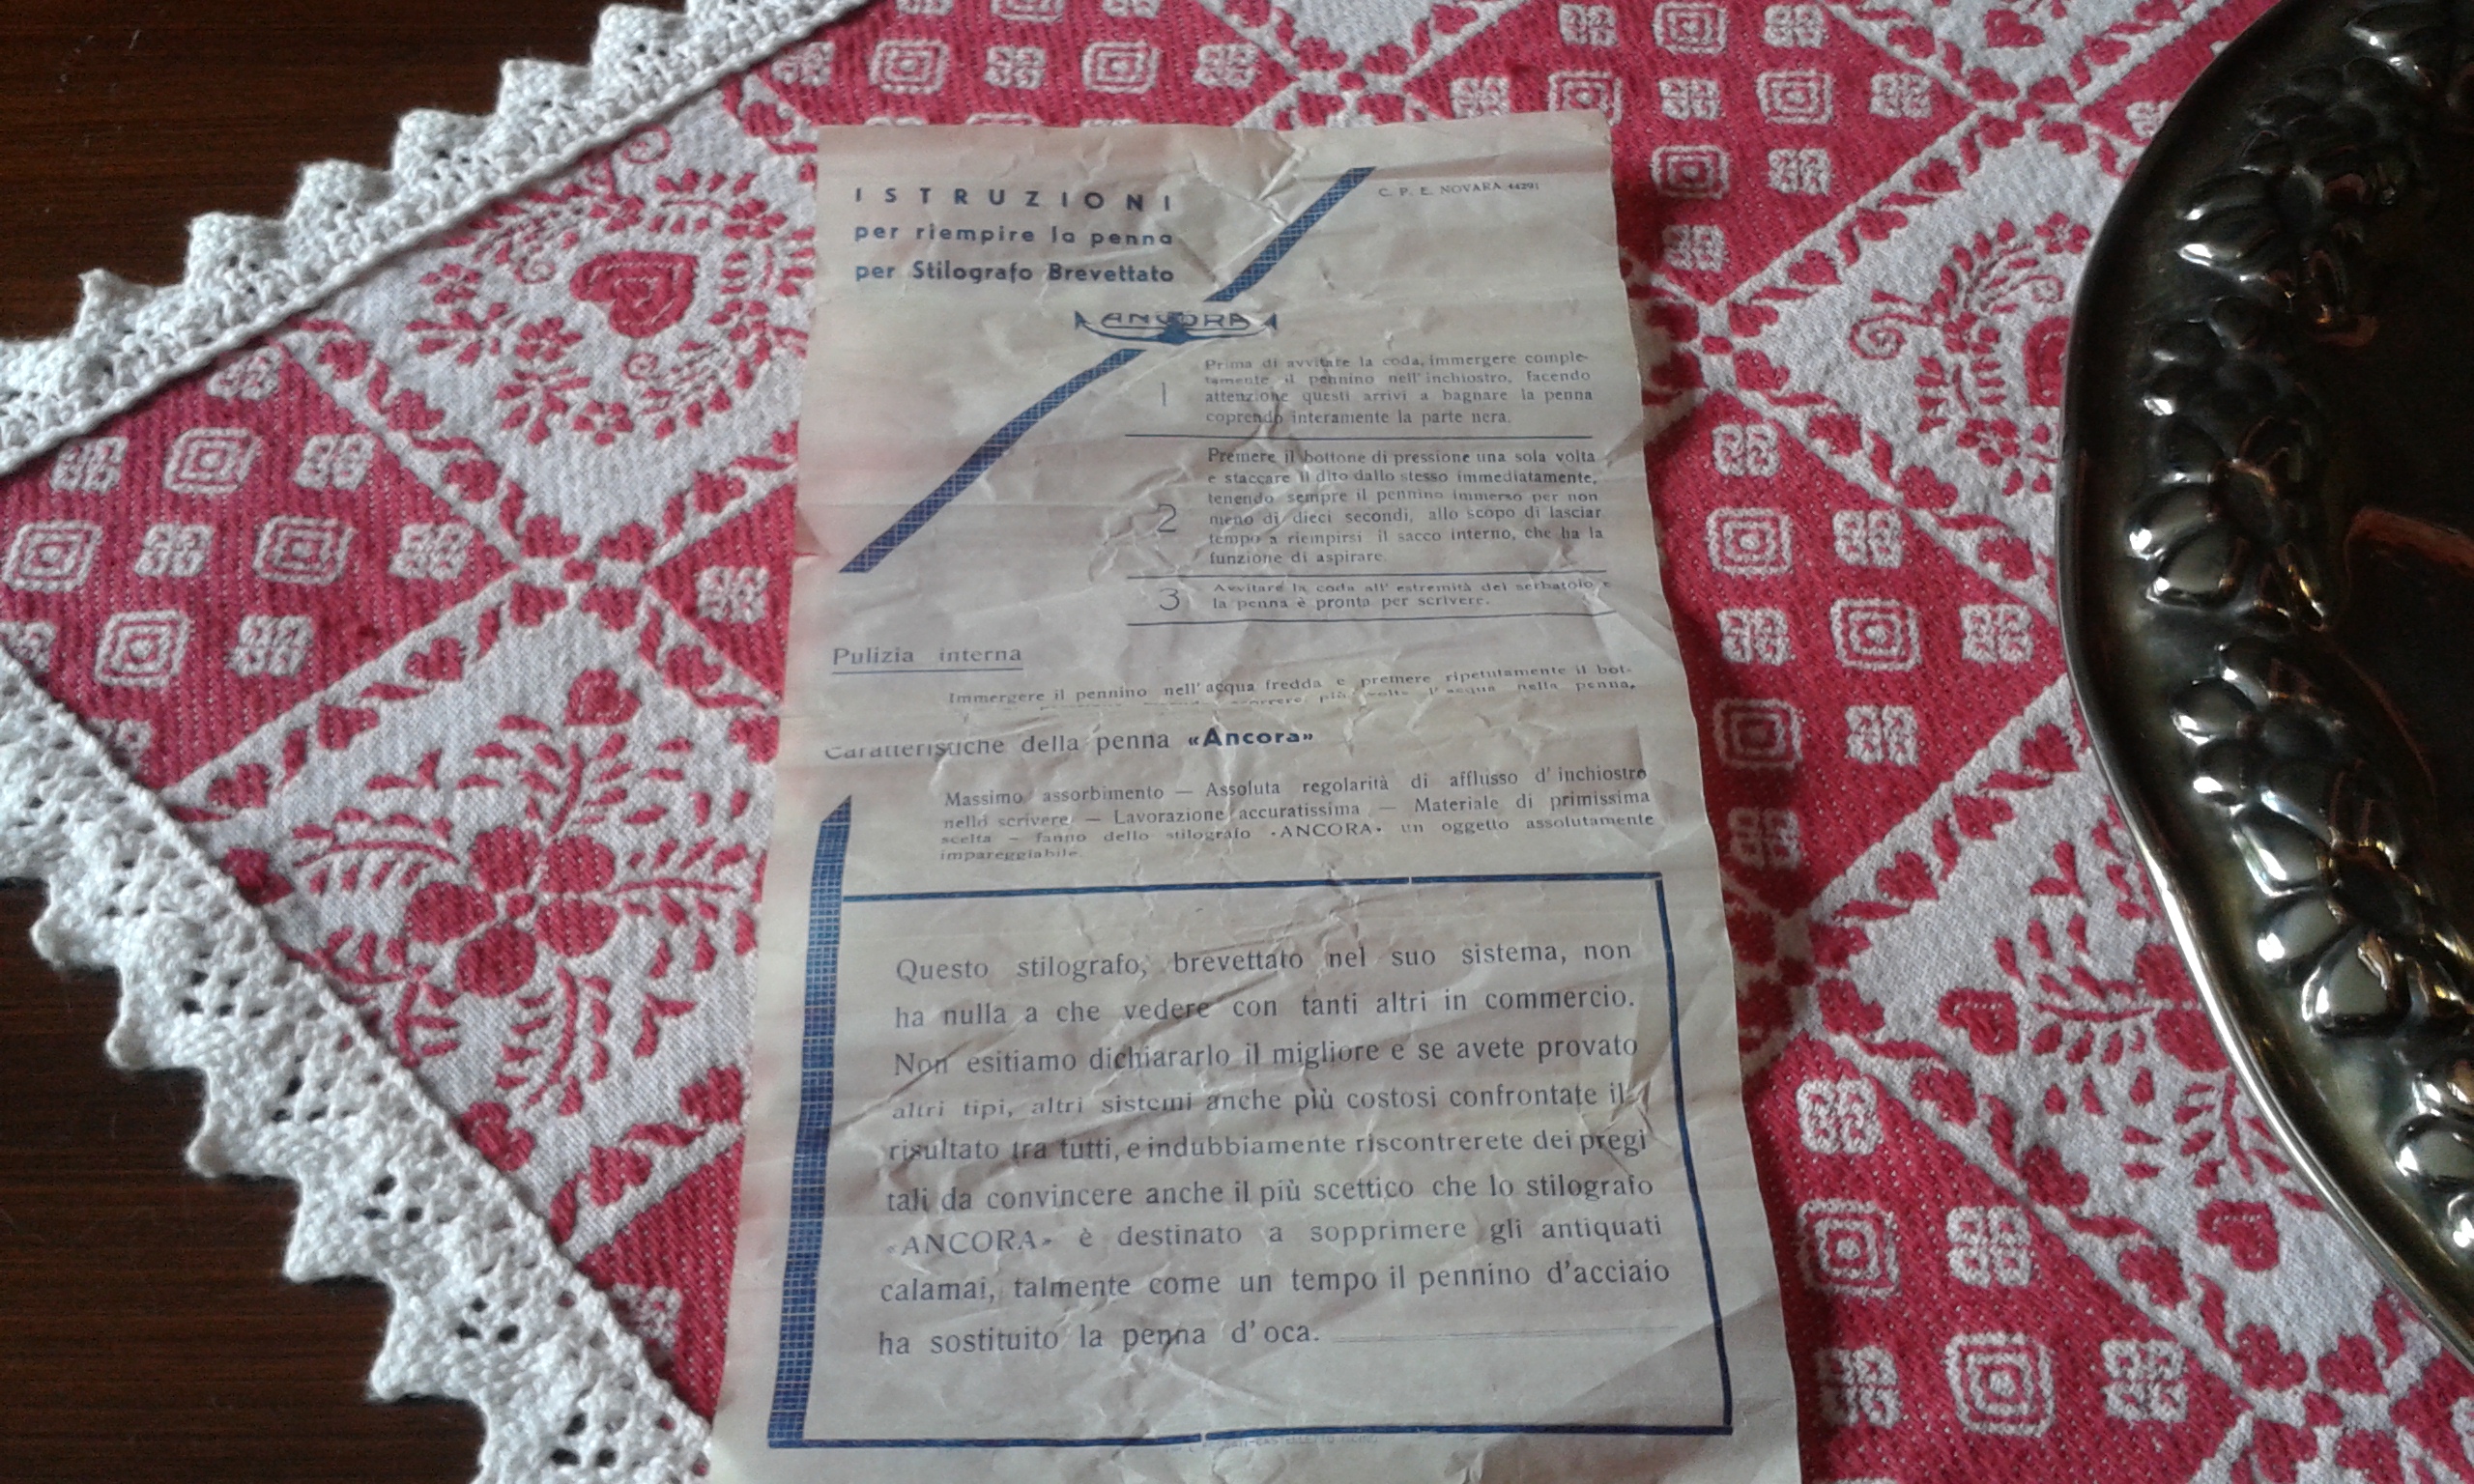 ISTRUZIONI
per riempire la penna
per Stilografo Brevettato
C. P. E. NOVARA 44291
ANCORA
1
Prima di avvitare la coda, immergere comple-
tamente il pennino nell'inchiostro, facendo
attenzione questi arrivi a bagnare la penna
coprendo interamente la parte nera.
2
Premere il bottone di pressione una sola volta
e staccare il dito dallo stesso immediatamente,
tenendo sempre il pennino immerso per non
meno di dieci secondi, allo scopo di lasciar
tempo a riempirsi il sacco interno, che ha la
funzione di aspirare.
3
Avvitare la coda all'estremità del serbatoio e
la penna è pronta per scrivere.
Pulizia interna
Immergere il pennino nell'acqua fredda e premere ripetutamente il bot-
più volte l'acqua nella penna,
Caratteristiche della penna «Ancora»
Massimo assorbimento — Assoluta regolarità di afflusso d'inchiostro
nello scrivere — Lavorazione accuratissima — Materiale di primissima
scelta — fanno dello stilografo «ANCORA» un oggetto assolutamente
impareggiabile.
Questo stilografo, brevettato nel suo sistema, non
ha nulla a che vedere con tanti altri in commercio.
Non esitiamo dichiararlo il migliore e se avete provato
altri tipi, altri sistemi anche più costosi confrontate il
risultato tra tutti, e indubbiamente riscontrerete dei pregi
tali da convincere anche il più scettico che lo stilografo
«ANCORA» è destinato a sopprimere gli antiquati
calamai, talmente come un tempo il pennino d'acciaio
ha sostituito la penna d'oca.